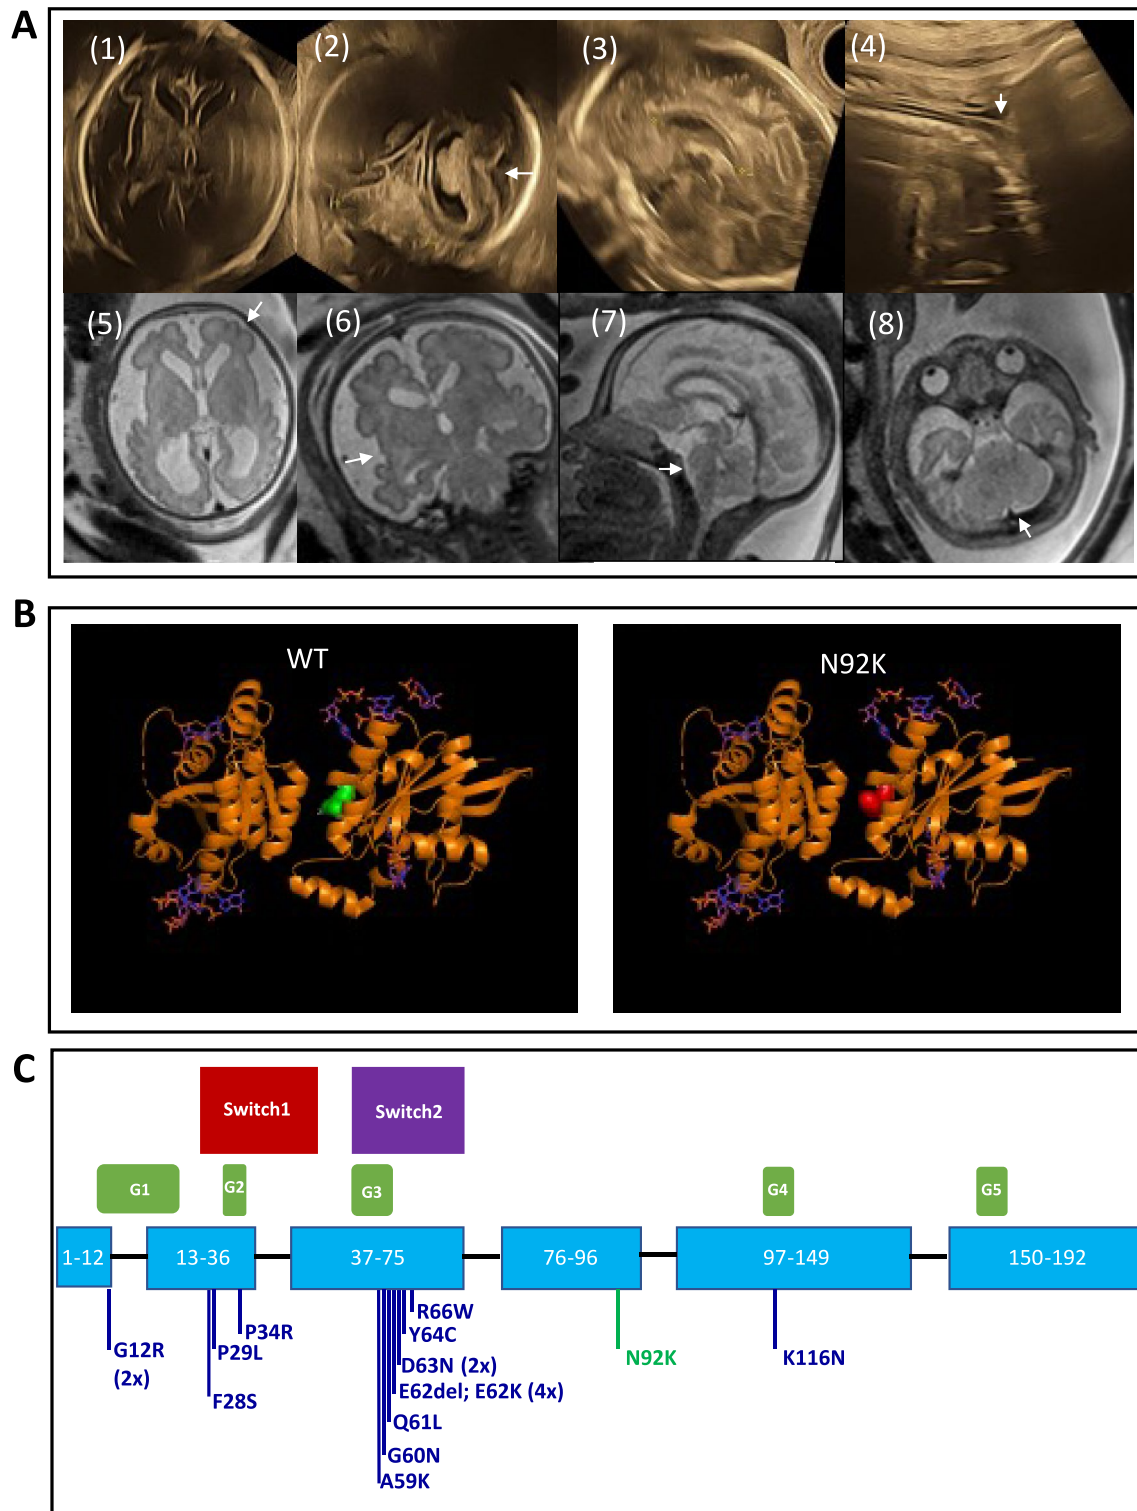 A
(1)
(2)
(3)
(4)
(5)
(6)
(7)
(8)
B
WT
N92K
C
Switch1
Switch2
G1
G2
G3
G4
G5
1-12
13-36
37-75
76-96
97-149
150-192
G12R
(2x)
P34R
P29L
F28S
R66W
Y64C
D63N (2x)
E62del; E62K (4x)
Q61L
G60N
A59K
N92K
K116N